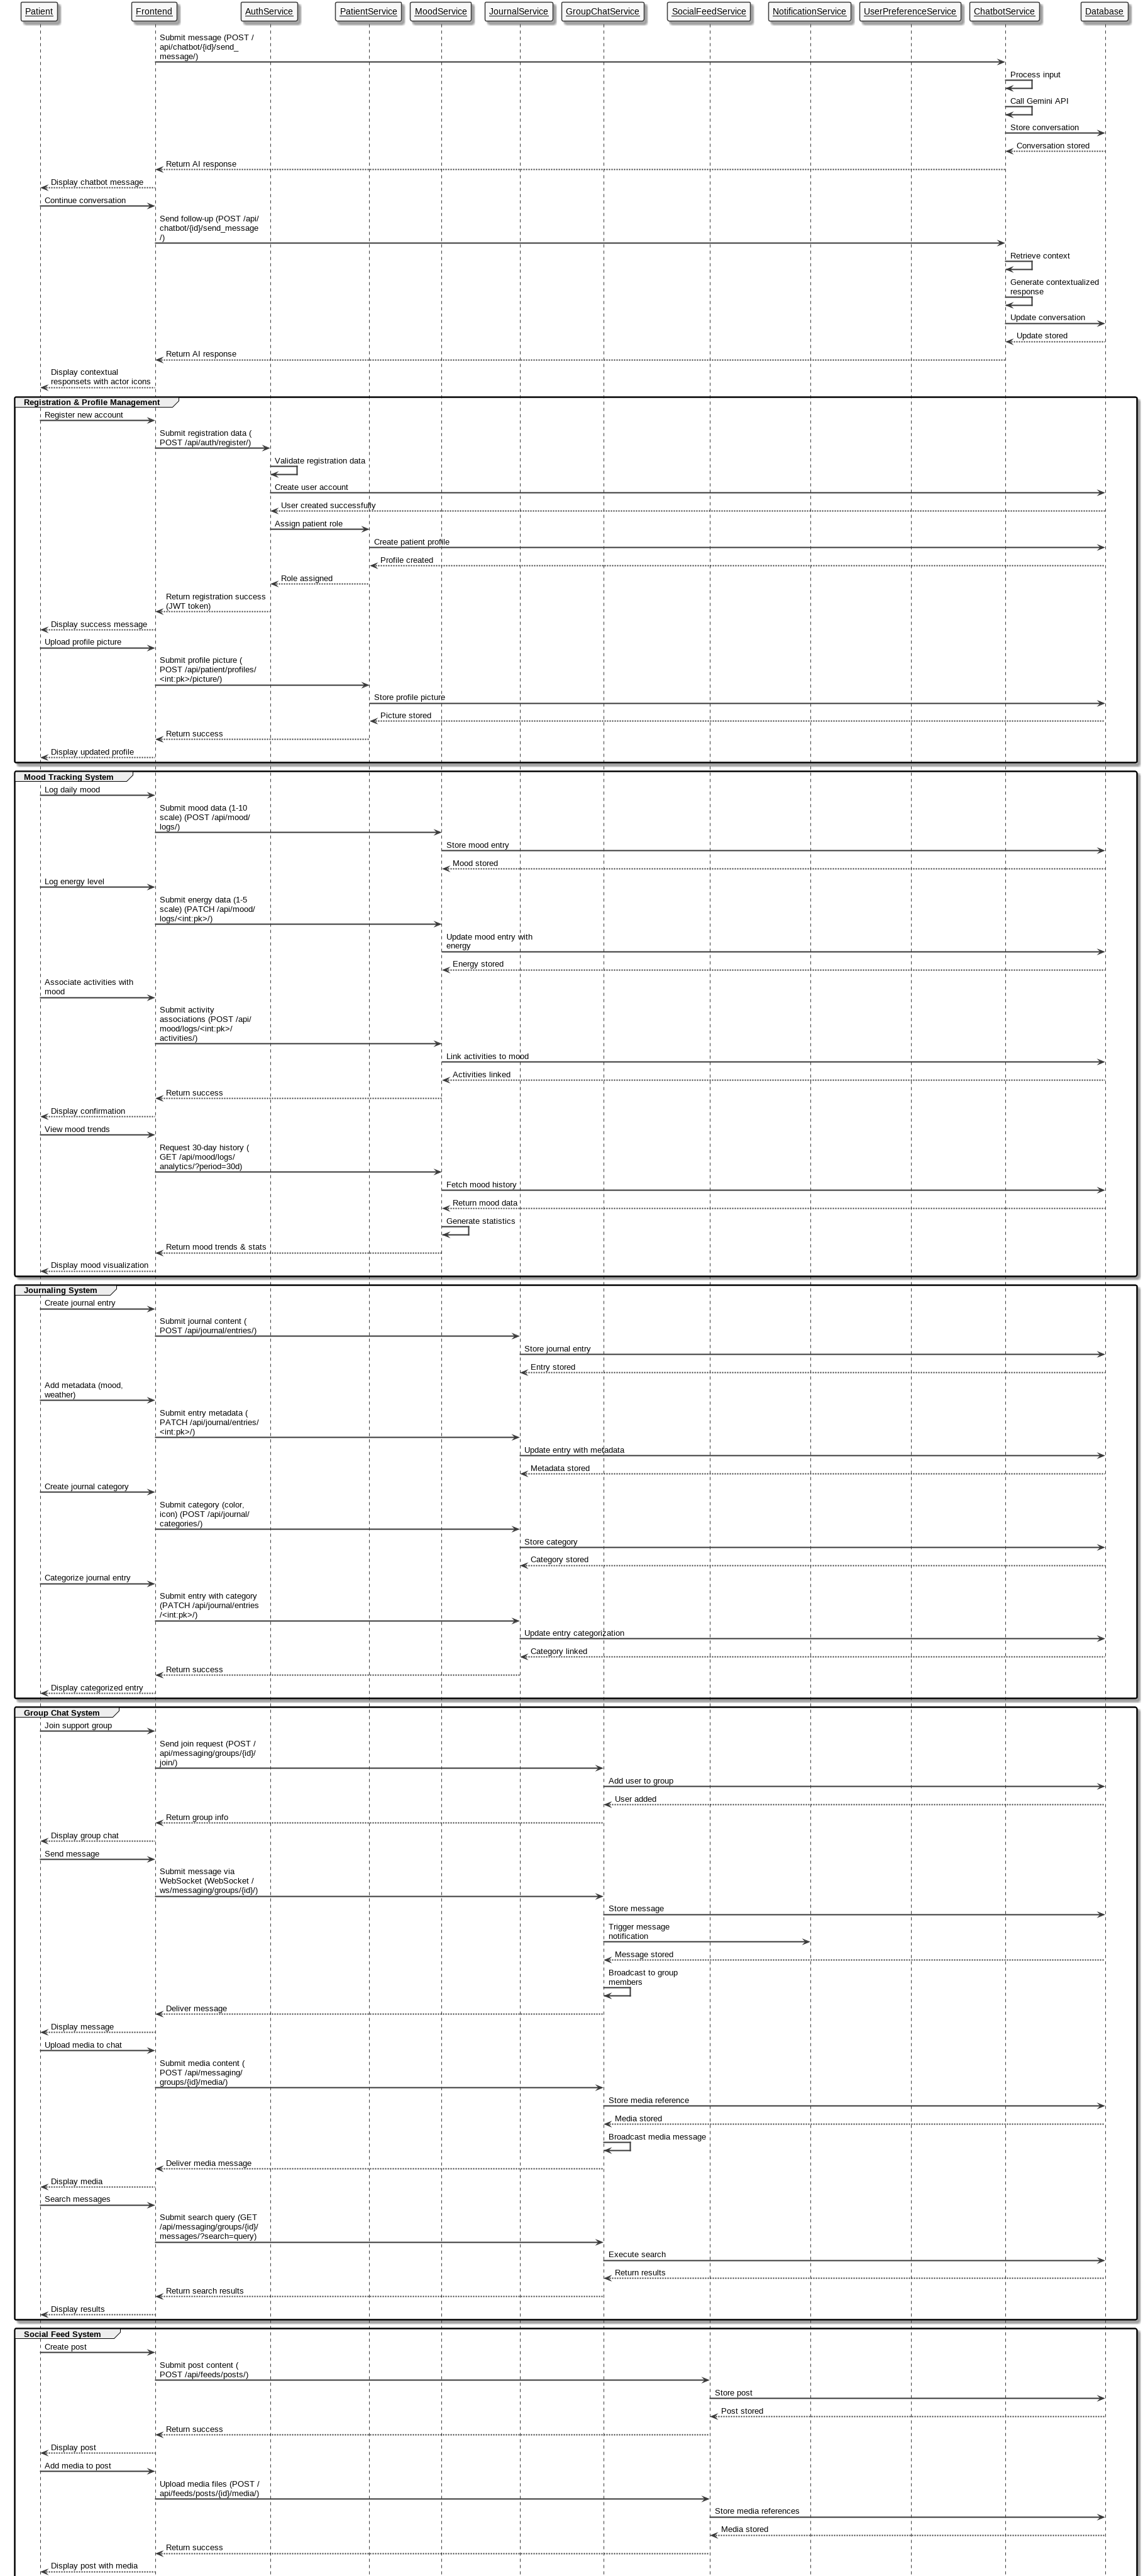 Patient Frontend AuthService PatientService MoodService JournalService GroupChatService SocialFeedService NotificationService UserPreferenceService ChatbotService Database
Submit message (POST /
api/chatbot/{id}/send_
message/)
Process input
Call Gemini API
Store conversation
Conversation stored
Return AI response
Display chatbot message
Continue conversation
Send follow-up (POST /api/
chatbot/{id}/send_message
/)
Retrieve context
Generate contextualized
response
Update conversation
Update stored
Return AI response
Display contextual
responsets with actor icons
Registration & Profile Management
Register new account
Submit registration data (
POST /api/auth/register/)
Validate registration data
Create user account
User created successfully
Assign patient role
Create patient profile
Profile created
Role assigned
Return registration success
(JWT token)
Display success message
Upload profile picture
Submit profile picture (
POST /api/patient/profiles/
<int:pk>/picture/)
Store profile picture
Picture stored
Return success
Display updated profile
Mood Tracking System
Log daily mood
Submit mood data (1-10
scale) (POST /api/mood/
logs/)
Store mood entry
Mood stored
Log energy level
Submit energy data (1-5
scale) (PATCH /api/mood/
logs/<int:pk>/)
Update mood entry with
energy
Energy stored
Associate activities with
mood
Submit activity
associations (POST /api/
mood/logs/<int:pk>/
activities/)
Link activities to mood
Activities linked
Return success
Display confirmation
View mood trends
Request 30-day history (
GET /api/mood/logs/
analytics/?period=30d)
Fetch mood history
Return mood data
Generate statistics
Return mood trends & stats
Display mood visualization
Journaling System
Create journal entry
Submit journal content (
POST /api/journal/entries/)
Store journal entry
Entry stored
Add metadata (mood,
weather)
Submit entry metadata (
PATCH /api/journal/entries/
<int:pk>/)
Update entry with metadata
Metadata stored
Create journal category
Submit category (color,
icon) (POST /api/journal/
categories/)
Store category
Category stored
Categorize journal entry
Submit entry with category
(PATCH /api/journal/entries
/<int:pk>/)
Update entry categorization
Category linked
Return success
Display categorized entry
Group Chat System
Join support group
Send join request (POST /
api/messaging/groups/{id}/
join/)
Add user to group
User added
Return group info
Display group chat
Send message
Submit message via
WebSocket (WebSocket /
ws/messaging/groups/{id}/)
Store message
Trigger message
notification
Message stored
Broadcast to group
members
Deliver message
Display message
Upload media to chat
Submit media content (
POST /api/messaging/
groups/{id}/media/)
Store media reference
Media stored
Broadcast media message
Deliver media message
Display media
Search messages
Submit search query (GET
/api/messaging/groups/{id}/
messages/?search=query)
Execute search
Return results
Return search results
Display results
Social Feed System
Create post
Submit post content (
POST /api/feeds/posts/)
Store post
Post stored
Return success
Display post
Add media to post
Upload media files (POST /
api/feeds/posts/{id}/media/)
Store media references
Media stored
Return success
Display post with media